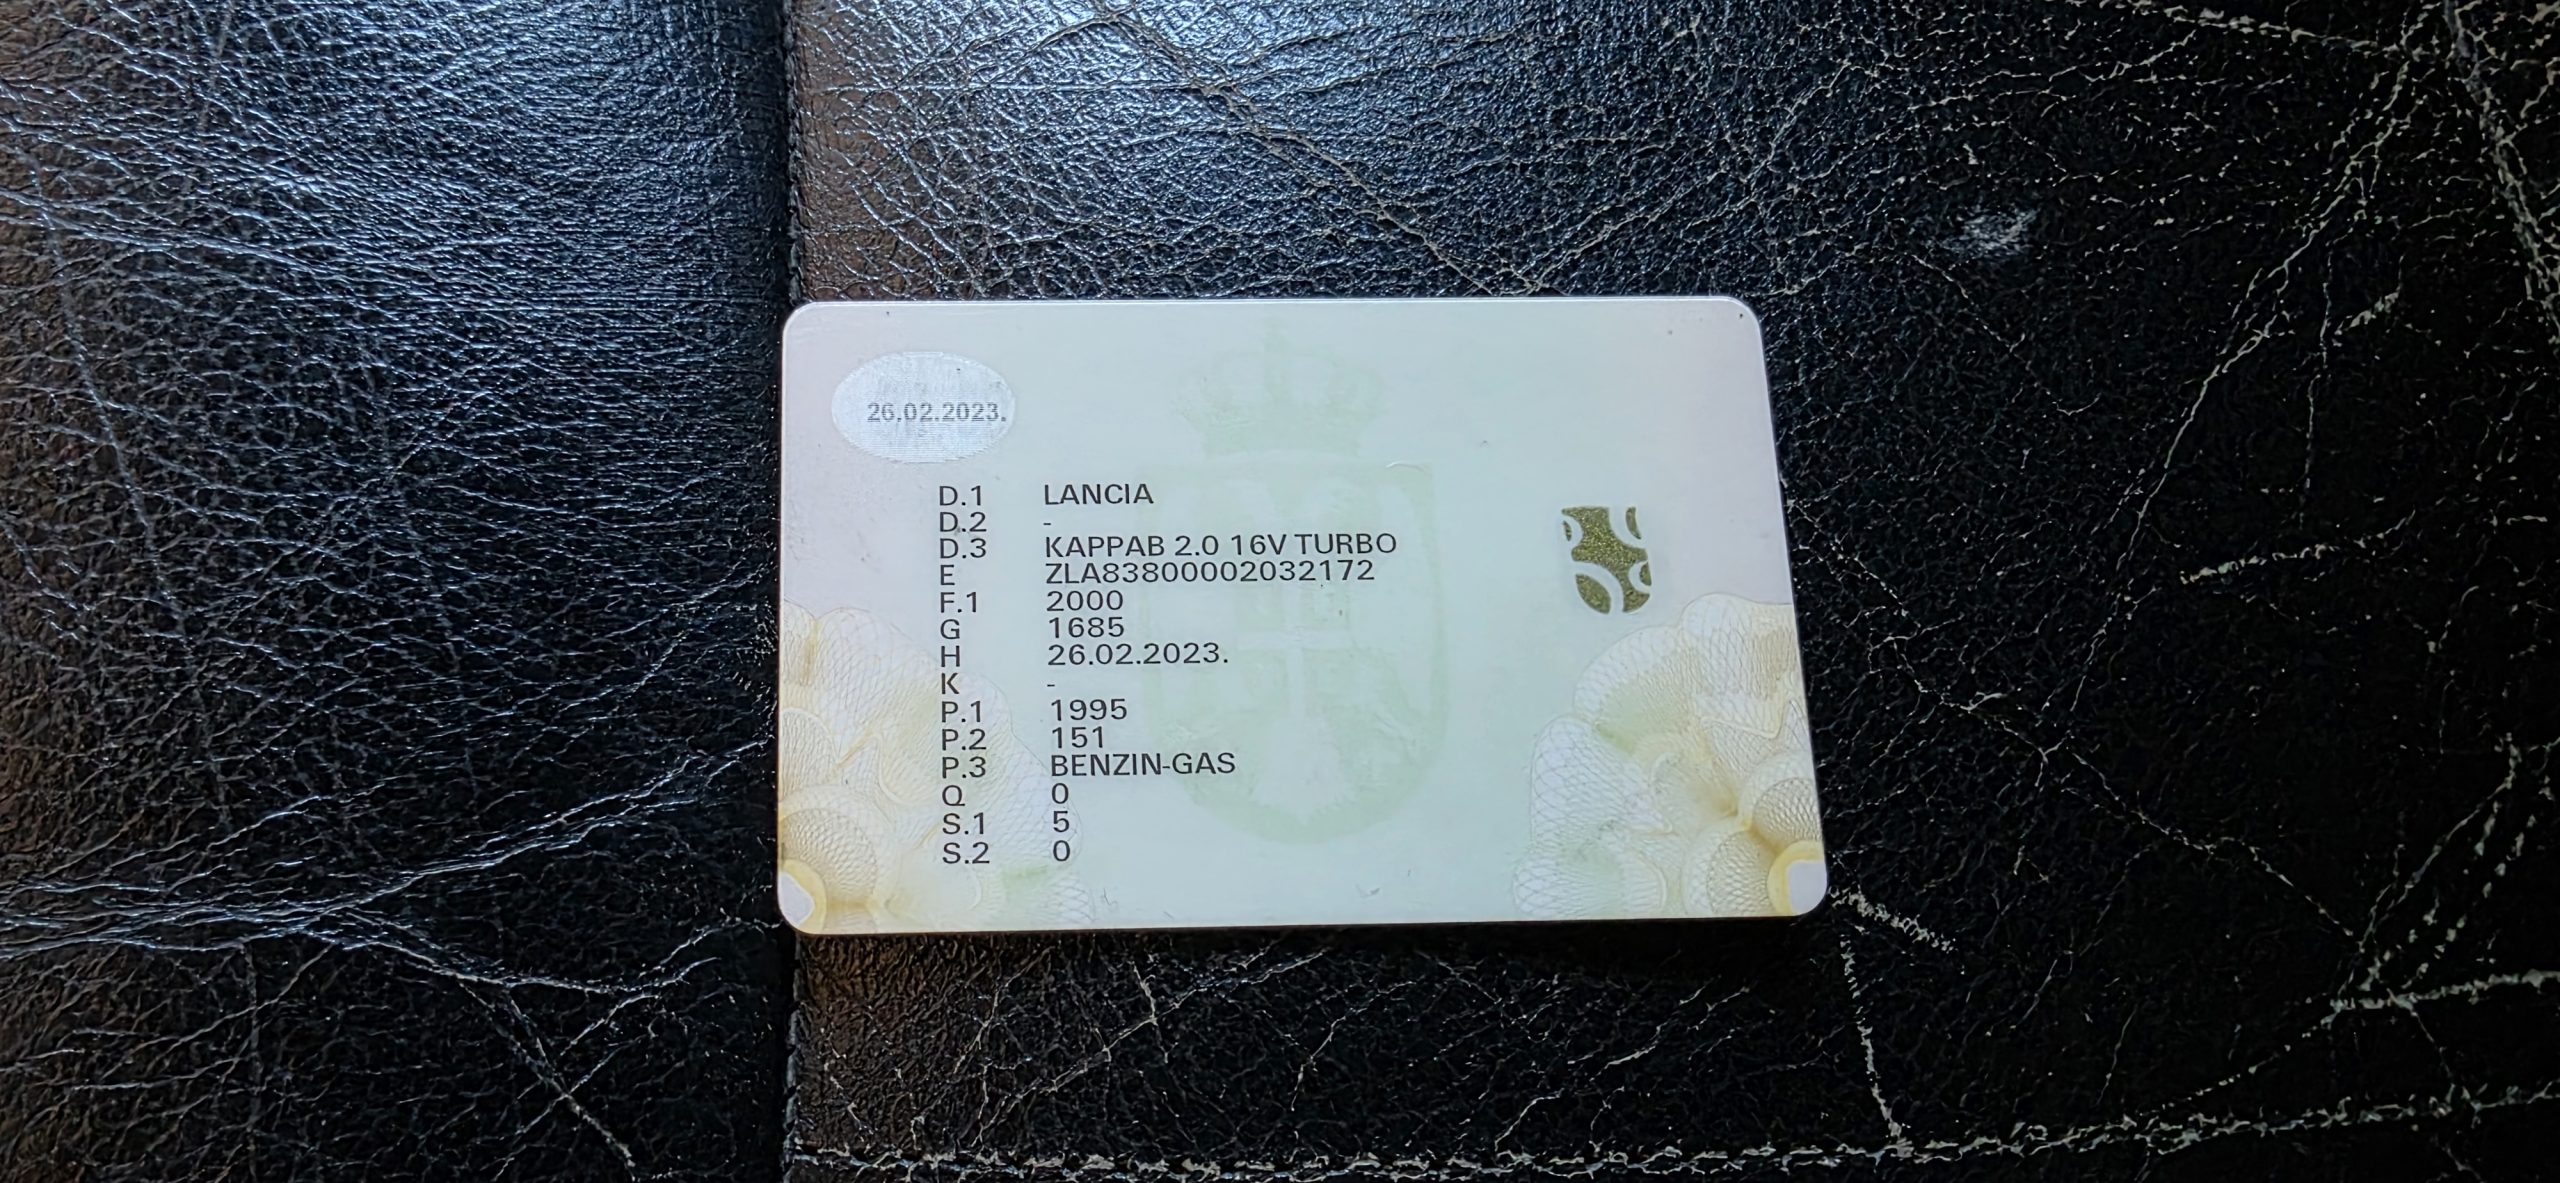 26.02.2023.
D.1 LANCIA
D.2 -
D.3 KAPPAB 2.0 16V TURBO
E ZLA83800002032172
F.1 2000
G 1685
H 26.02.2023.
K -
P.1 1995
P.2 151
P.3 BENZIN-GAS
Q 0
S.1 5
S.2 0